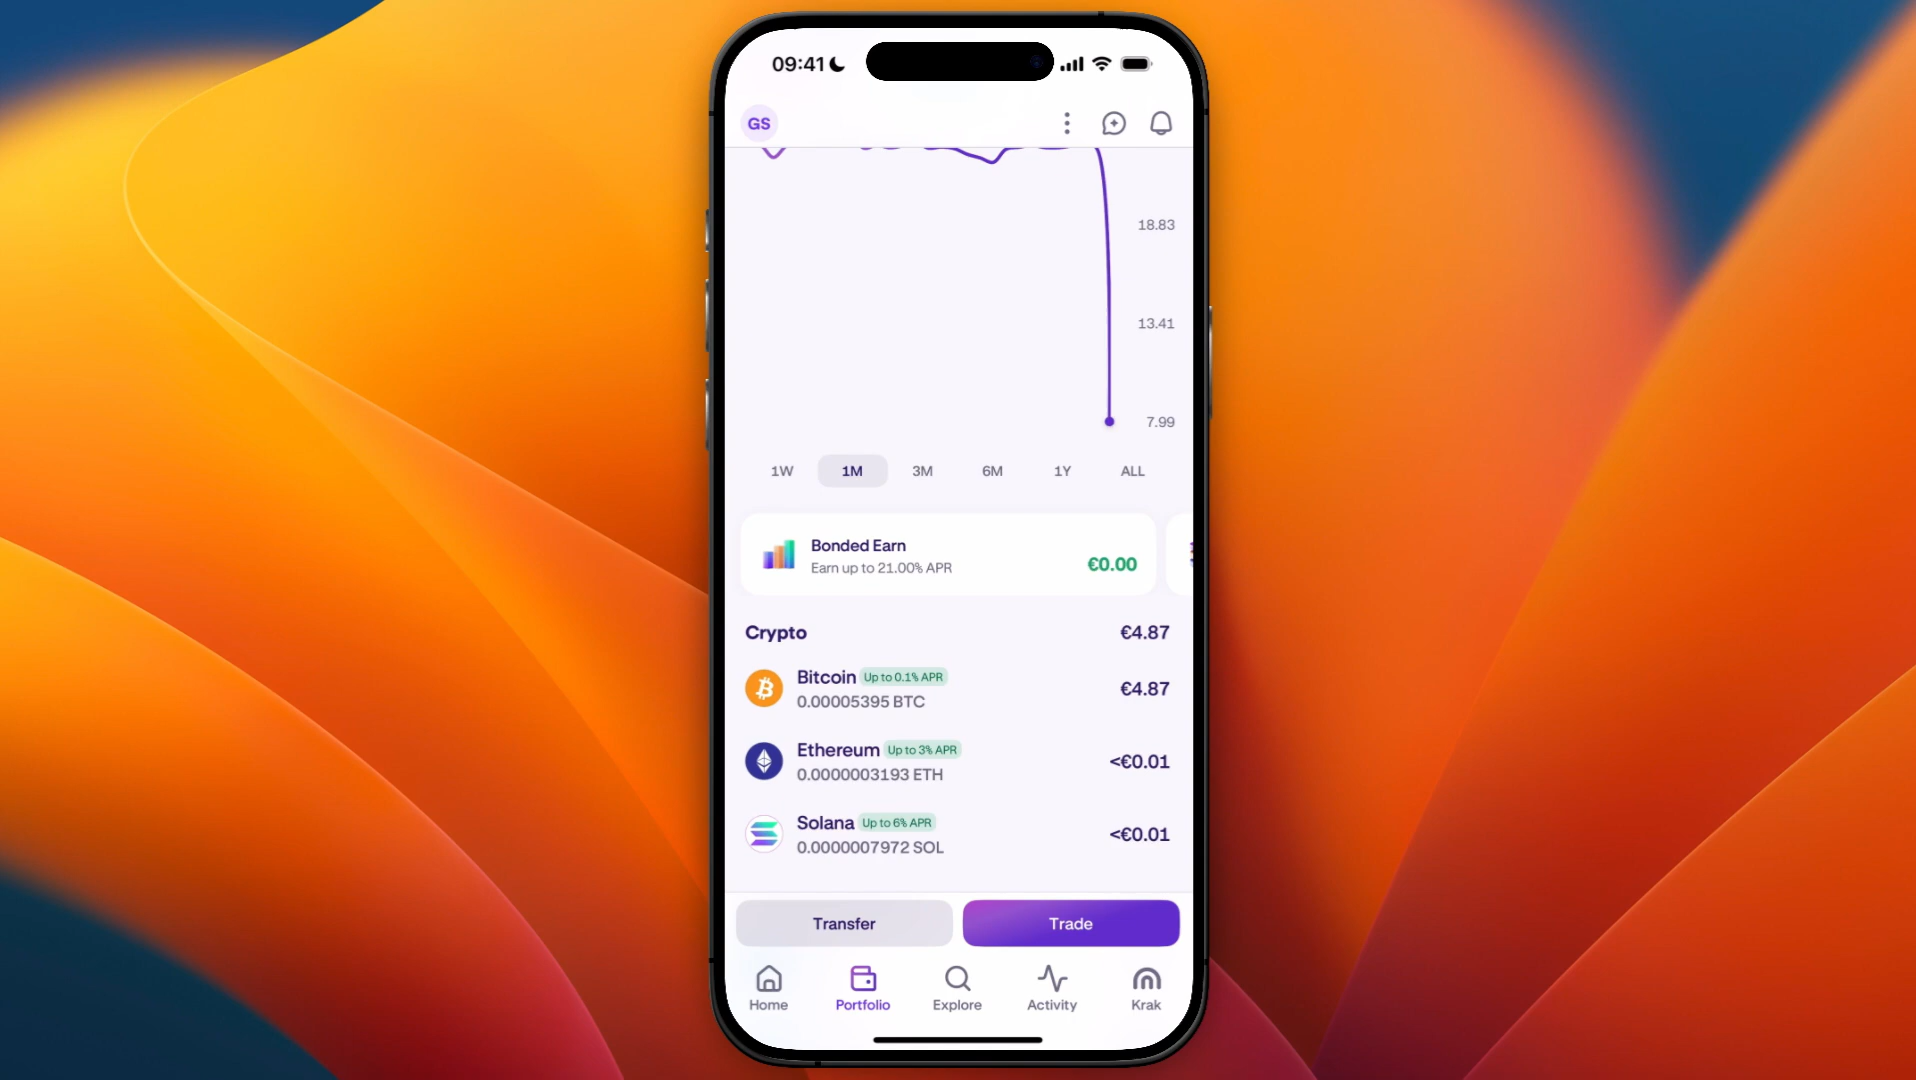 09:41
GS
18.83
13.41
7.99
1W 1M 3M 6M 1Y ALL
Bonded Earn
Earn up to 21.00% APR
€0.00
Crypto €4.87
Bitcoin Up to 0.1% APR
0.00005395 BTC
€4.87
Ethereum Up to 3% APR
0.0000003193 ETH
<€0.01
Solana Up to 6% APR
0.0000007972 SOL
<€0.01
Transfer Trade
Home Portfolio Explore Activity Krak